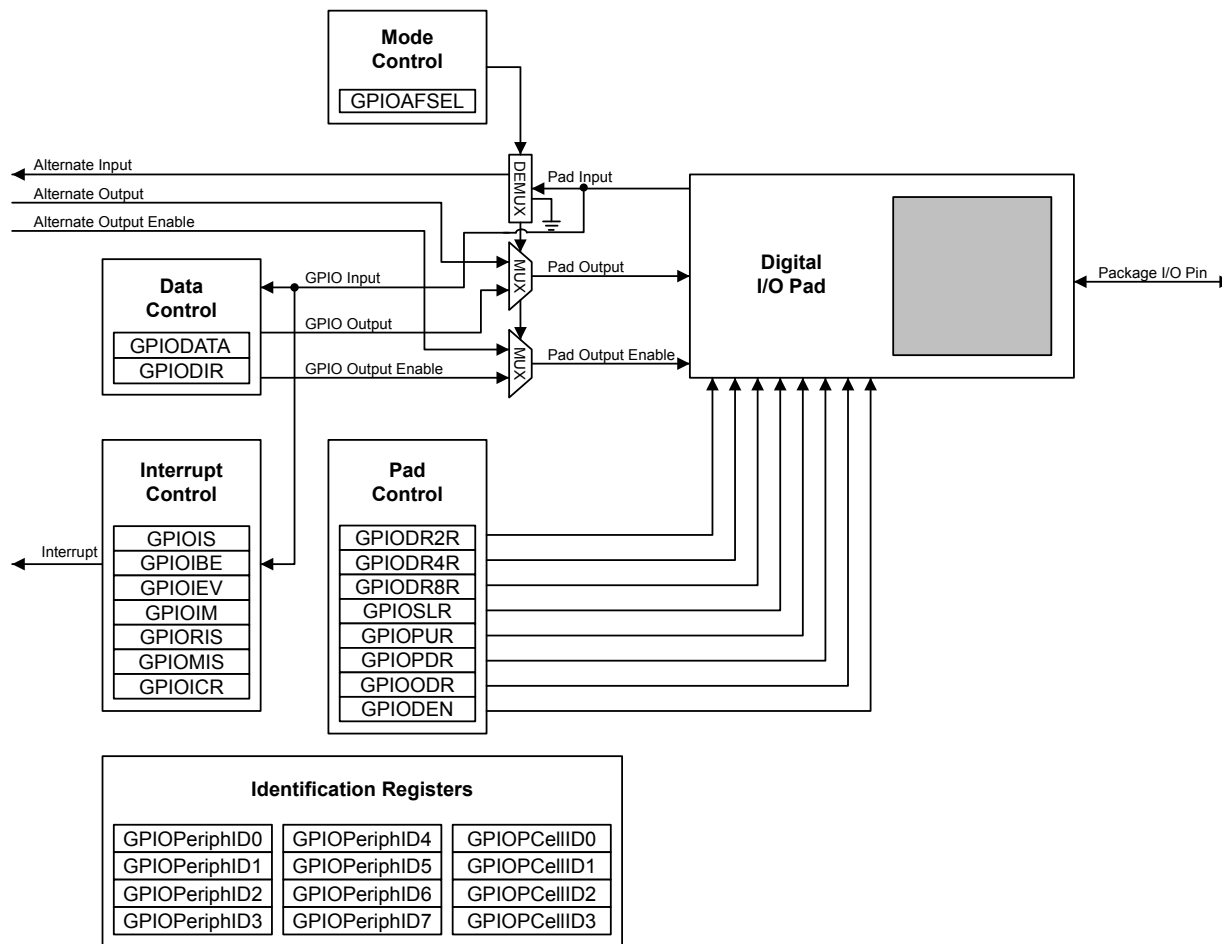 Mode
Control
GPIOAFSEL
Alternate Input
Alternate Output
Alternate Output Enable
DEMUX
Pad Input
MUX
Pad Output
MUX
Pad Output Enable
Digital
I/O Pad
Package I/O Pin
Data
Control
GPIODATA
GPIODIR
GPIO Input
GPIO Output
GPIO Output Enable
Interrupt
Control
GPIOIS
GPIOIBE
GPIOIEV
GPIOIM
GPIORIS
GPIOMIS
GPIOICR
Interrupt
Pad
Control
GPIODR2R
GPIODR4R
GPIODR8R
GPIOSLR
GPIOPUR
GPIOPDR
GPIOODR
GPIODEN
Identification Registers
GPIOPeriphID0
GPIOPeriphID1
GPIOPeriphID2
GPIOPeriphID3
GPIOPeriphID4
GPIOPeriphID5
GPIOPeriphID6
GPIOPeriphID7
GPIOPCellID0
GPIOPCellID1
GPIOPCellID2
GPIOPCellID3